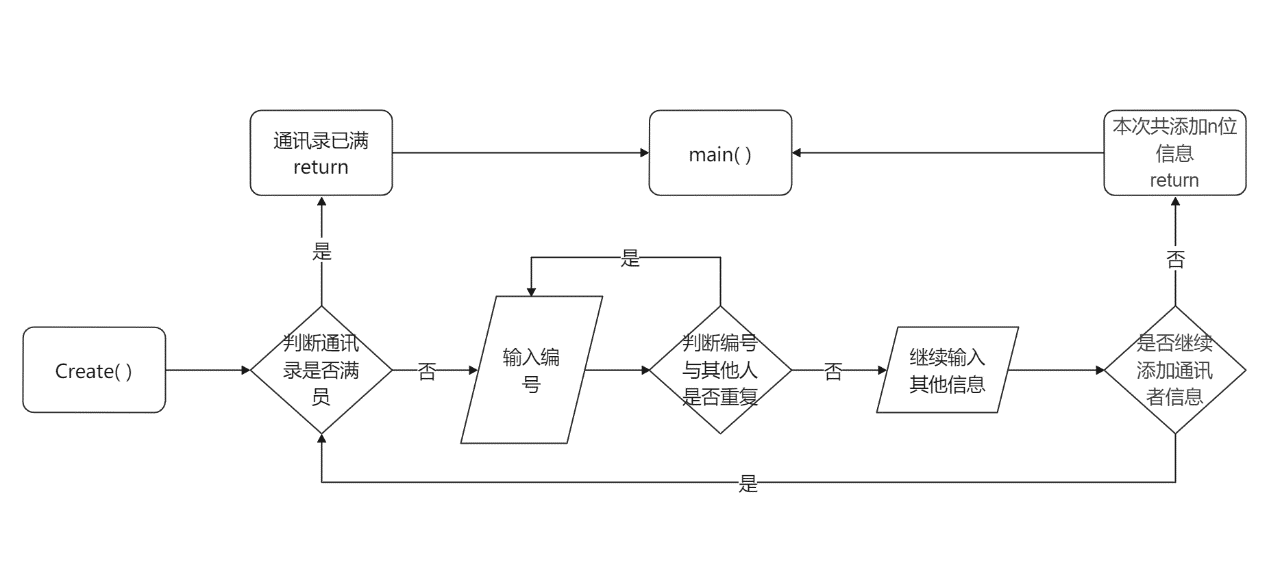 通讯录已满
return
main( )
本次共添加n位
信息
return
是
是
否
Create( )
判断通讯
录是否满
员
否
输入编
号
判断编号
与其他人
是否重复
否
继续输入
其他信息
是否继续
添加通讯
者信息
是